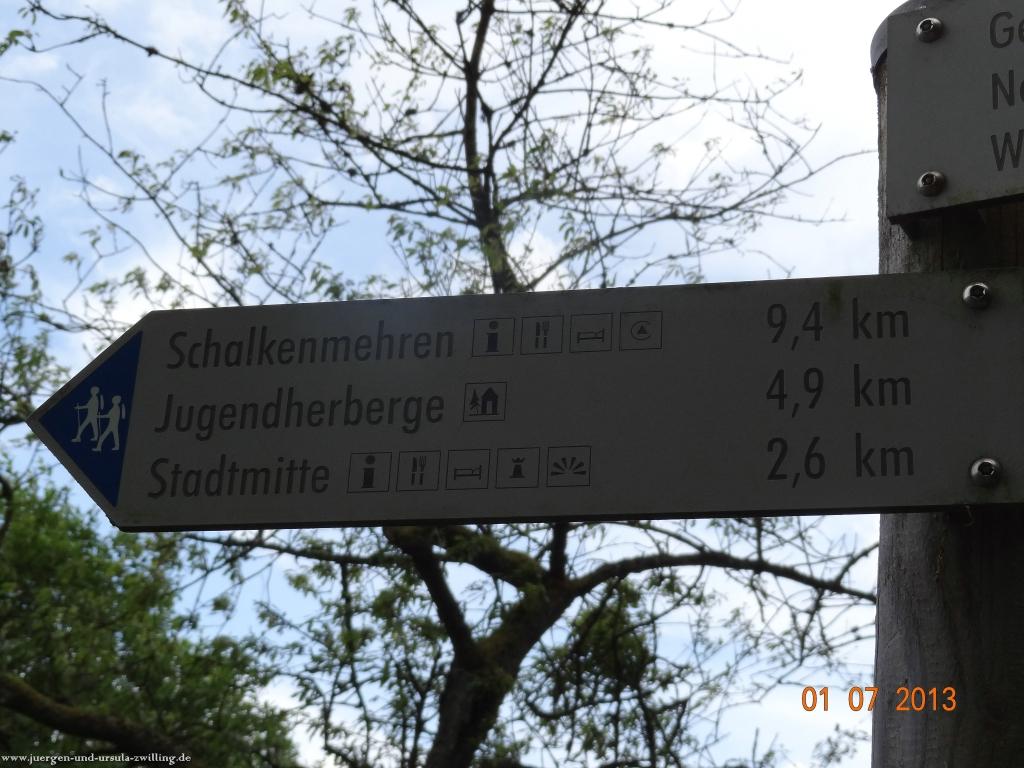 Schalkenmehren 9,4 km
Jugendherberge 4,9 km
Stadtmitte 2,6 km
01 07 2013
www.juergen-und-ursula-zwilling.de